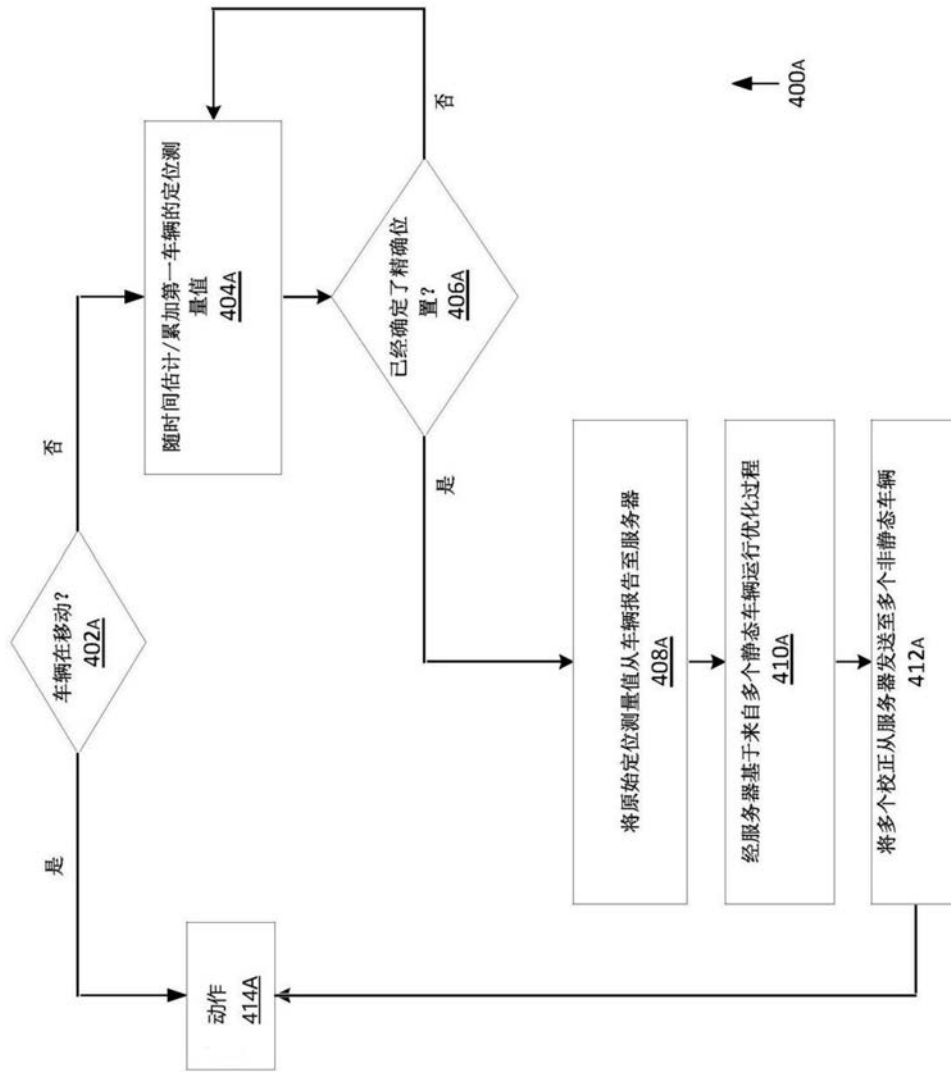 车辆在移动?
402A
是
否
动作
414A
随时间估计/累加第一车辆的定位测
量值
404A
已经确定了精确位
置?
406A
否
是
将原始定位测量值从车辆报告至服务器
408A
经服务器基于来自多个静态车辆运行优化过程
410A
将多个校正从服务器发送至多个非静态车辆
412A
400A